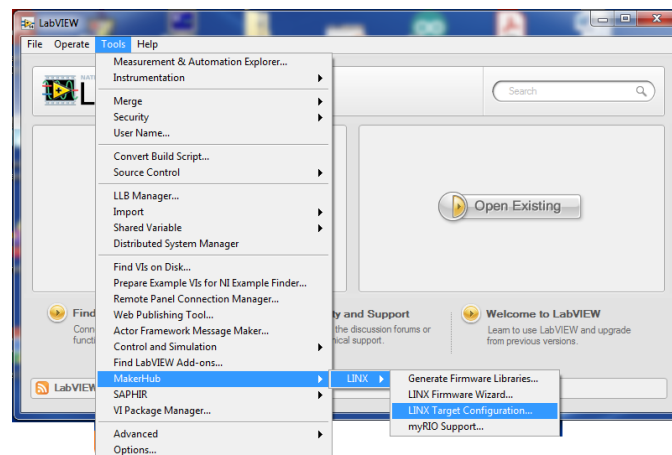 LabVIEW
File Operate Tools Help
Measurement & Automation Explorer...
Instrumentation
Merge
Security
User Name...
Convert Build Script...
Source Control
LLB Manager...
Import
Shared Variable
Distributed System Manager
Find VIs on Disk...
Prepare Example VIs for NI Example Finder...
Remote Panel Connection Manager...
Web Publishing Tool...
Actor Framework Message Maker...
Control and Simulation
Find LabVIEW Add-ons...
MakerHub
SAPHIR
VI Package Manager...
Advanced
Options...
LINX
Generate Firmware Libraries...
LINX Firmware Wizard...
LINX Target Configuration...
myRIO Support...
NAT
L
Search
Open Existing
Find
Conn
functi
ty and Support
the discussion forums or
nical support.
Welcome to LabVIEW
Learn to use LabVIEW and upgrade
from previous versions.
LabVIEW